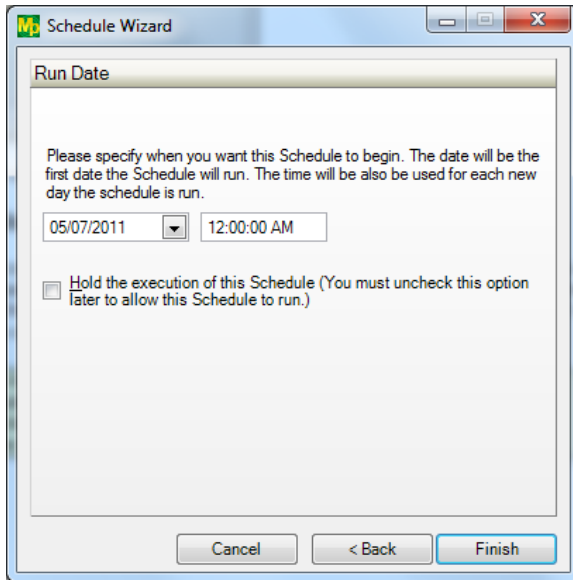 Mp Schedule Wizard
Run Date
Please specify when you want this Schedule to begin. The date will be the
first date the Schedule will run. The time will be also be used for each new
day the schedule is run.
05/07/2011 12:00:00 AM
Hold the execution of this Schedule (You must uncheck this option
later to allow this Schedule to run.)
Cancel < Back Finish